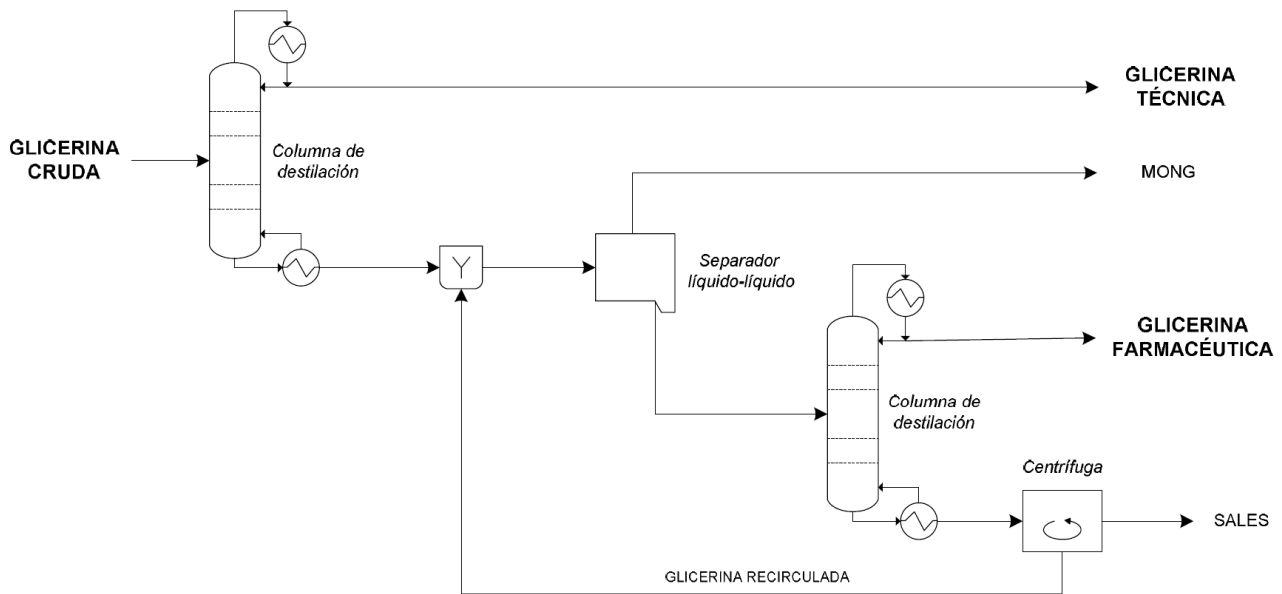 GLICERINA
TÉCNICA
GLICERINA
CRUDA
Columna de
destilación
MONG
Y
Separador
líquido-líquido
GLICERINA
FARMACÉUTICA
Columna de
destilación
Centrífuga
SALES
GLICERINA RECIRCULADA